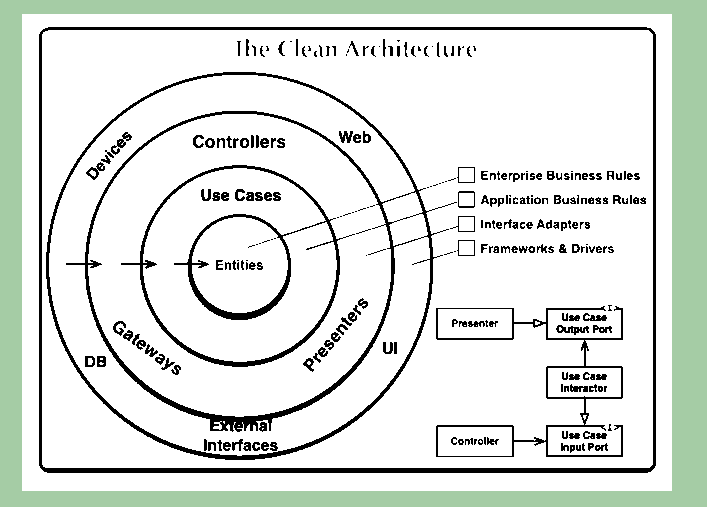 The Clean Architecture
Devices
Controllers
Web
Use Cases
Entities
Gateways
Presenters
DB
UI
External
Interfaces
Enterprise Business Rules
Application Business Rules
Interface Adapters
Frameworks & Drivers
Presenter
Use Case
Output Port
<I>
Use Case
Interactor
Controller
Use Case
Input Port
<I>